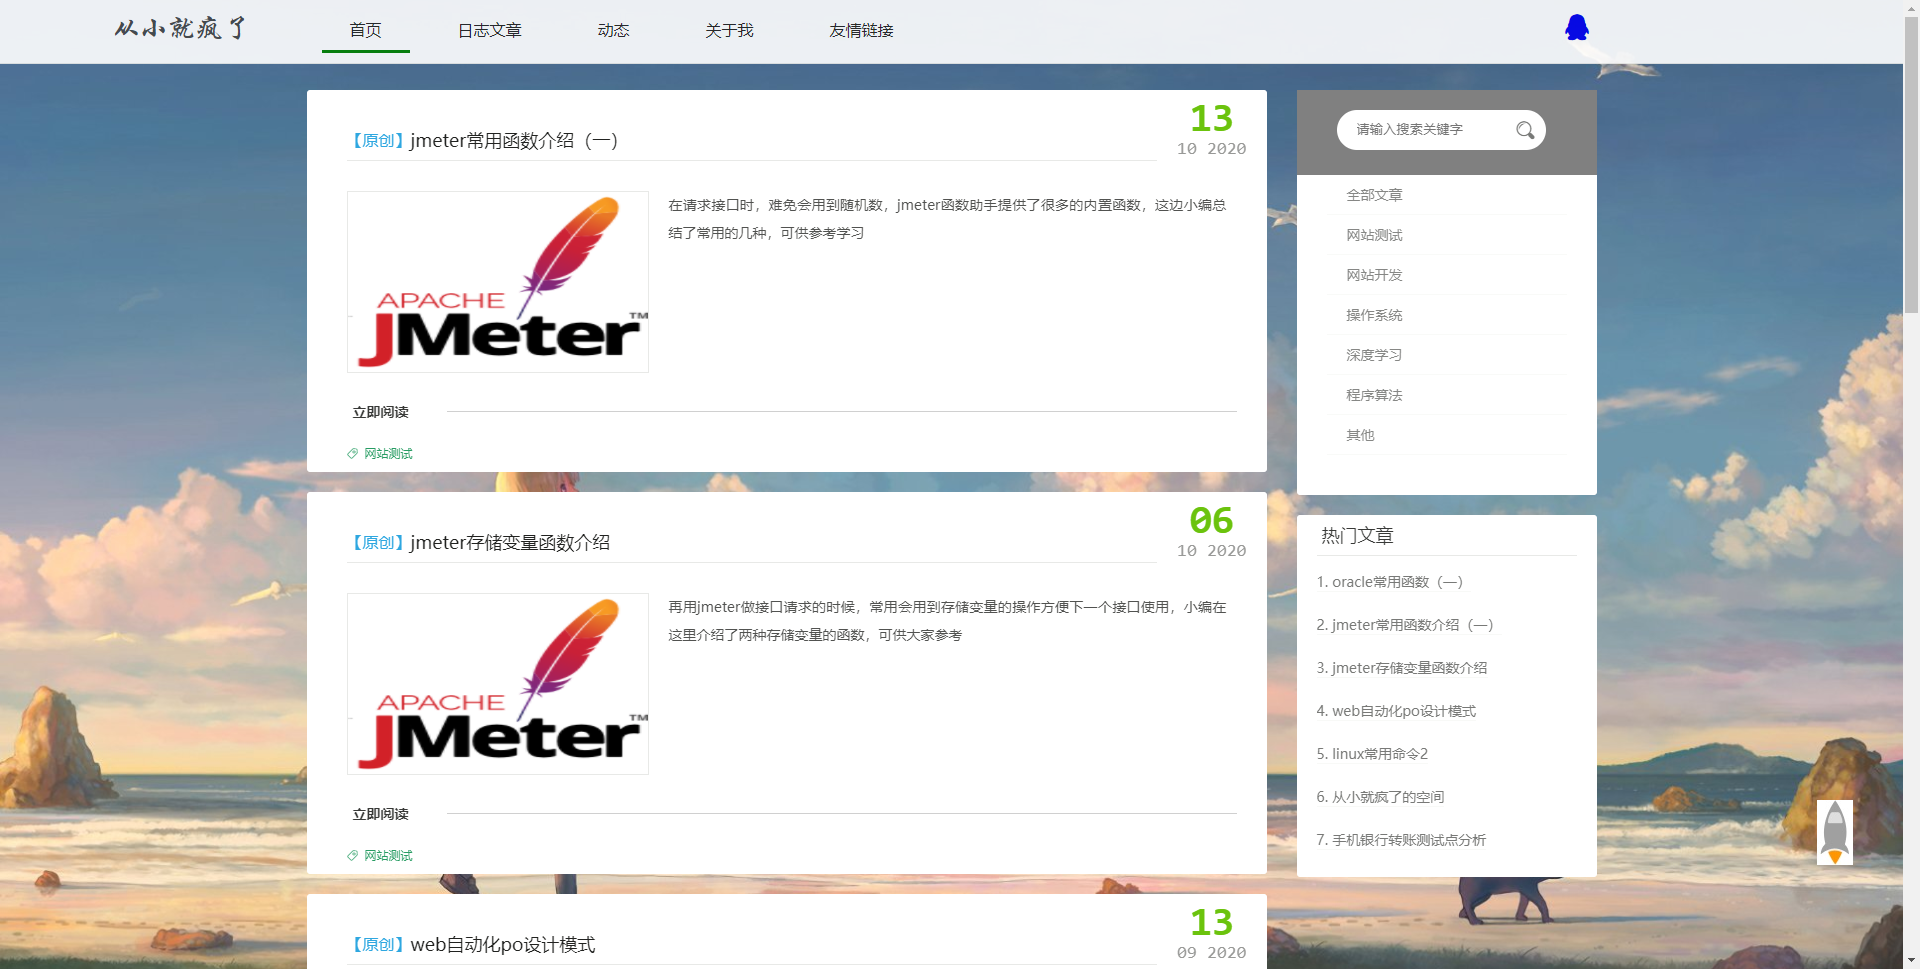 从小就疯了
首页
日志文章
动态
关于我
友情链接
【原创】jmeter常用函数介绍（一）
13
10 2020
APACHE
JMeter™
在请求接口时，难免会用到随机数，jmeter函数助手提供了很多的内置函数，这边小编总
结了常用的几种，可供参考学习
立即阅读
网站测试
【原创】jmeter存储变量函数介绍
06
10 2020
APACHE
JMeter™
再用jmeter做接口请求的时候，常用会用到存储变量的操作方便下一个接口使用，小编在
这里介绍了两种存储变量的函数，可供大家参考
立即阅读
网站测试
【原创】web自动化po设计模式
13
09 2020
请输入搜索关键字
全部文章
网站测试
网站开发
操作系统
深度学习
程序算法
其他
热门文章
1. oracle常用函数（一）
2. jmeter常用函数介绍（一）
3. jmeter存储变量函数介绍
4. web自动化po设计模式
5. linux常用命令2
6. 从小就疯了的空间
7. 手机银行转账测试点分析